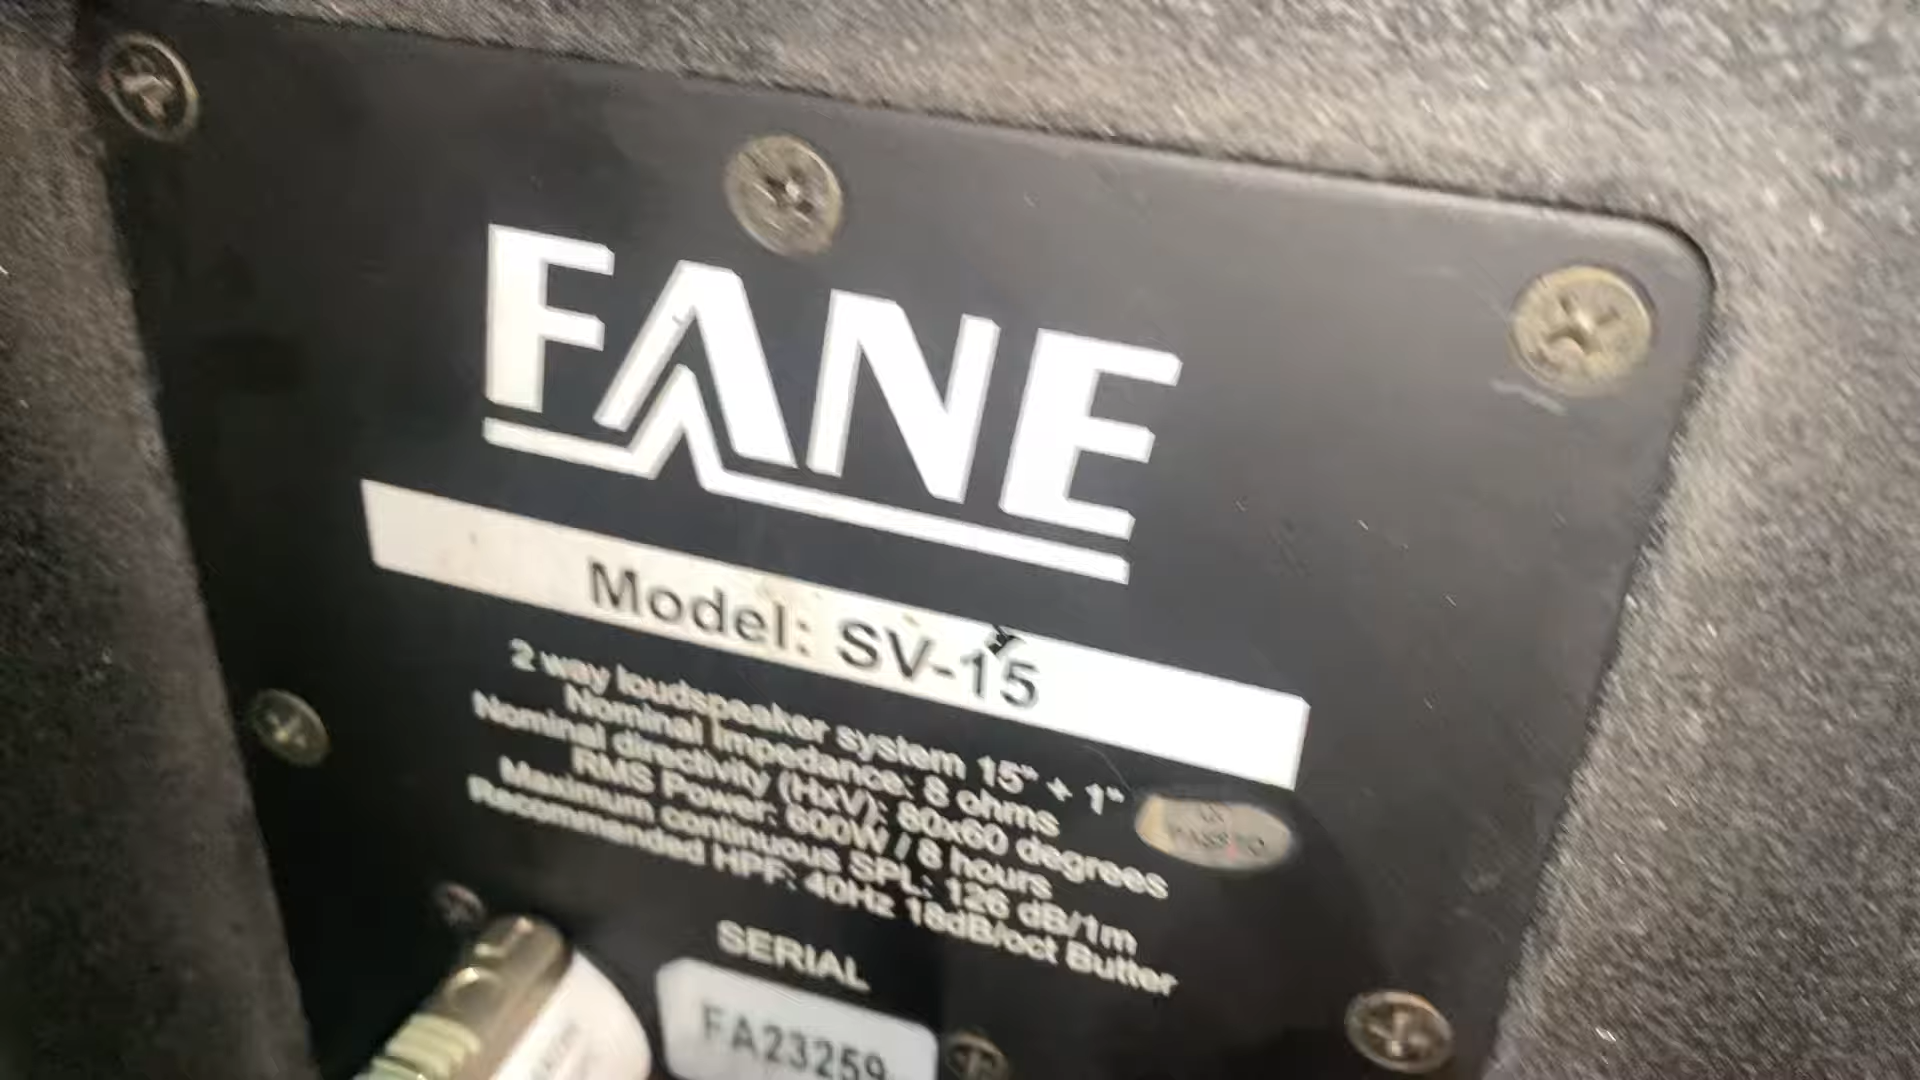 FANE
Model: SV-15
2 way loudspeaker system 15" + 1"
Nominal Impedance: 8 ohms
Nominal directivity (HxV): 80x60 degrees
RMS Power: 600W / 8 hours
Maximum continuous SPL: 126 dB/1m
Recommended HPF: 40Hz 18dB/oct Butter
SERIAL
FA23259